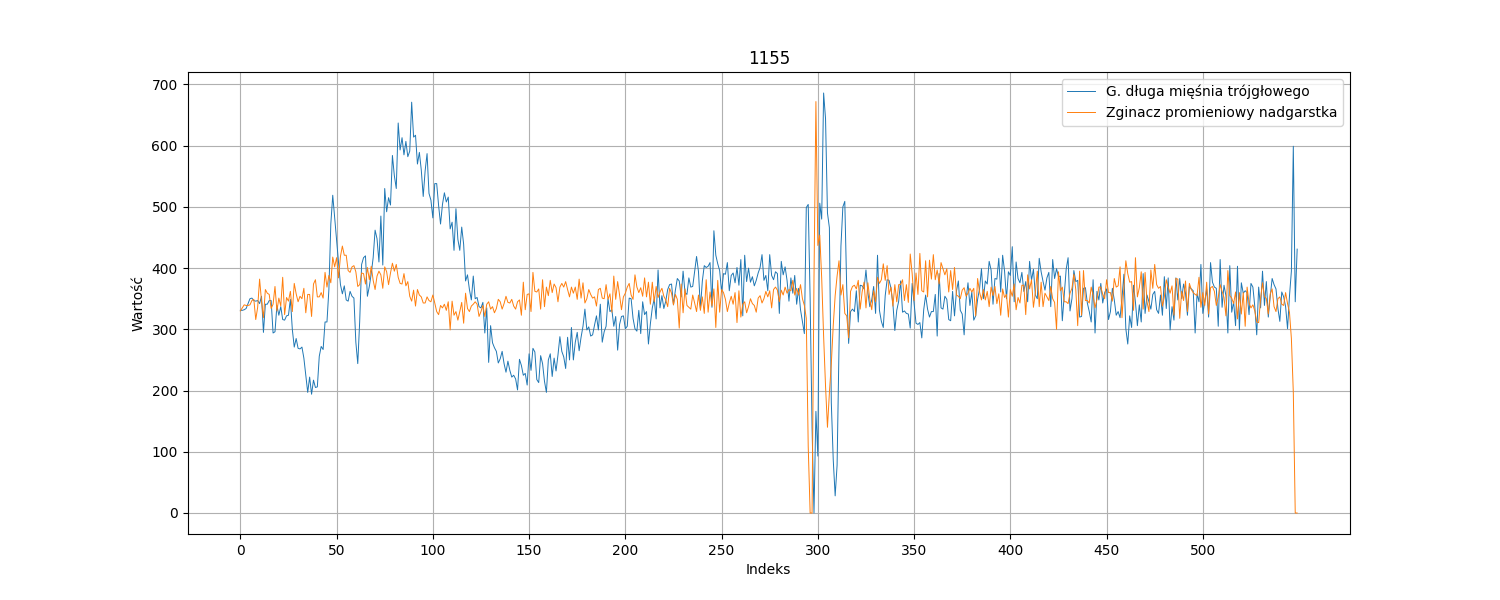 1155
700
600
500
400
300
200
100
0
Wartość
G. długa mięśnia trójgłowego
Zginacz promieniowy nadgarstka
0 50 100 150 200 250 300 350 400 450 500
Indeks